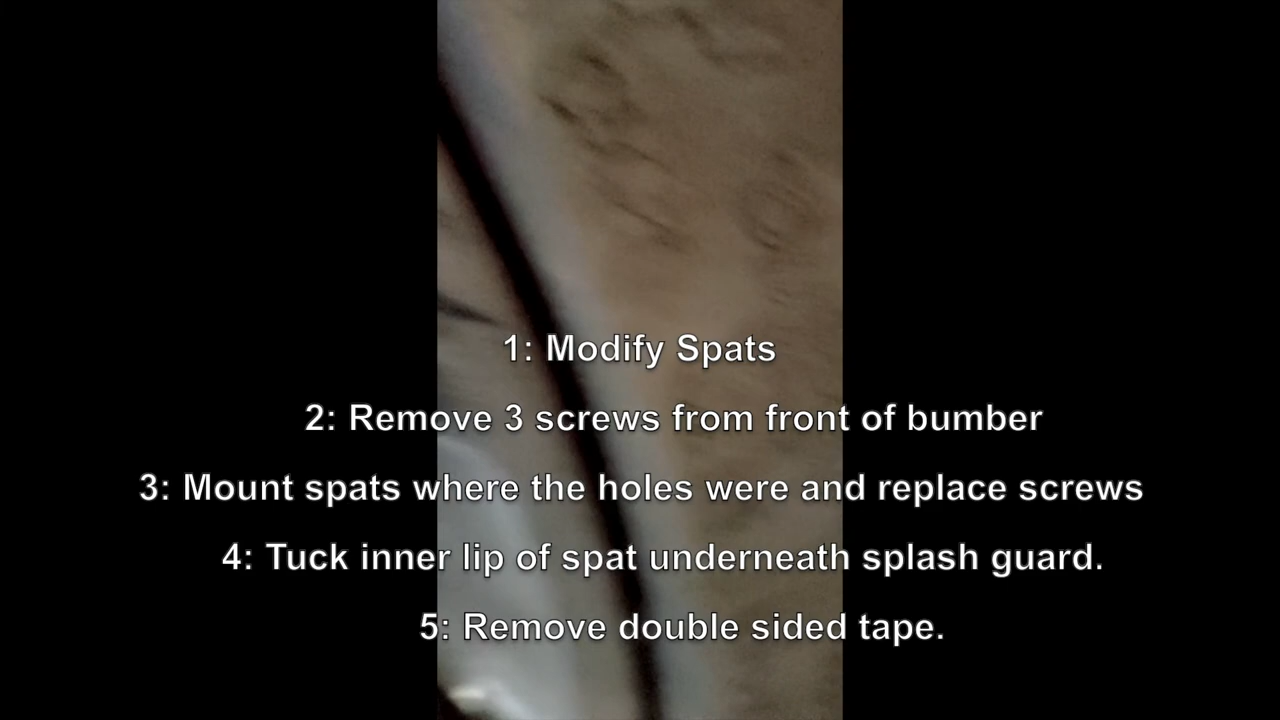 1: Modify Spats
2: Remove 3 screws from front of bumber
3: Mount spats where the holes were and replace screws
4: Tuck inner lip of spat underneath splash guard.
5: Remove double sided tape.